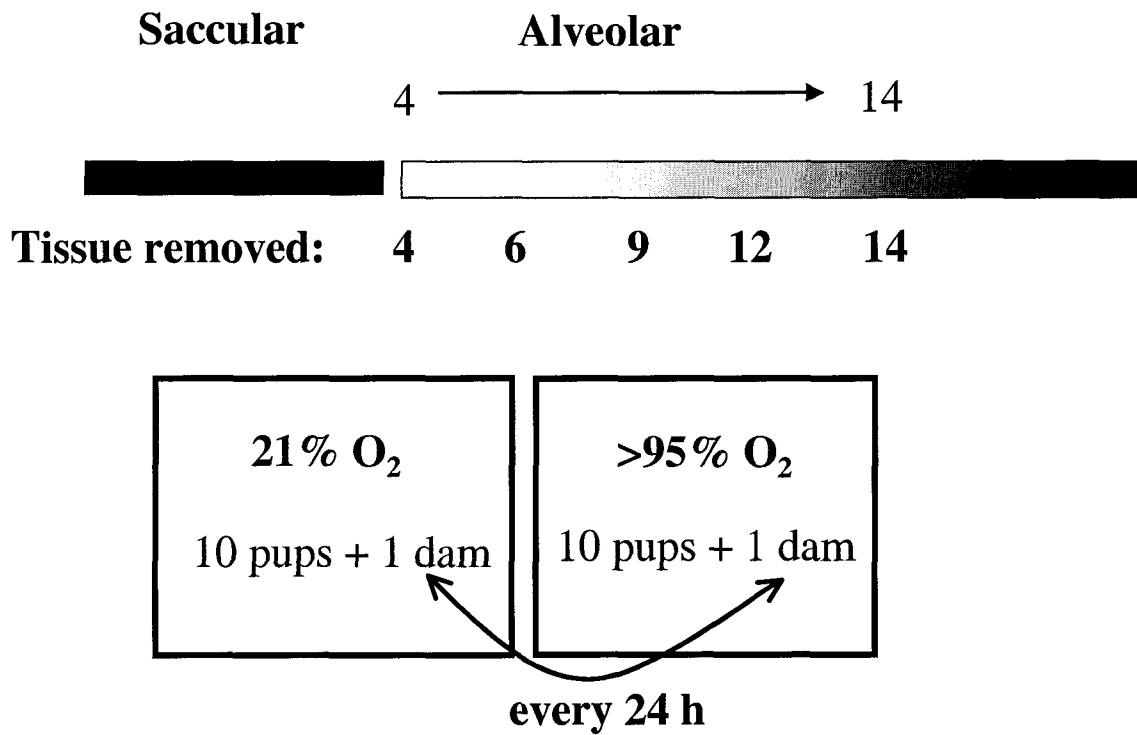 Saccular Alveolar
4 14
Tissue removed: 4 6 9 12 14
21% O₂ >95% O₂
10 pups + 1 dam 10 pups + 1 dam
every 24 h